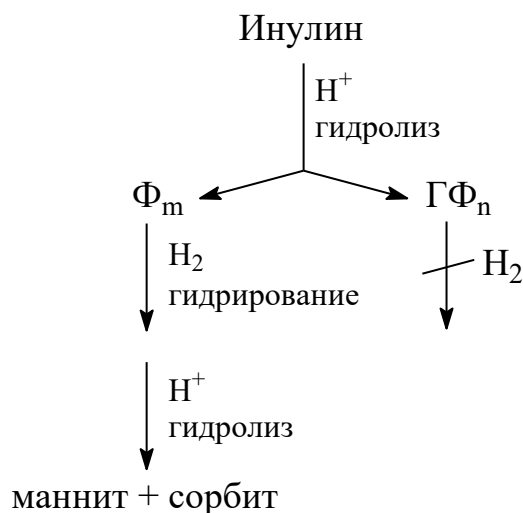 Инулин
H⁺
гидролиз
Фₘ ГФₙ
H₂ H₂
гидрирование
H⁺
гидролиз
маннит + сорбит